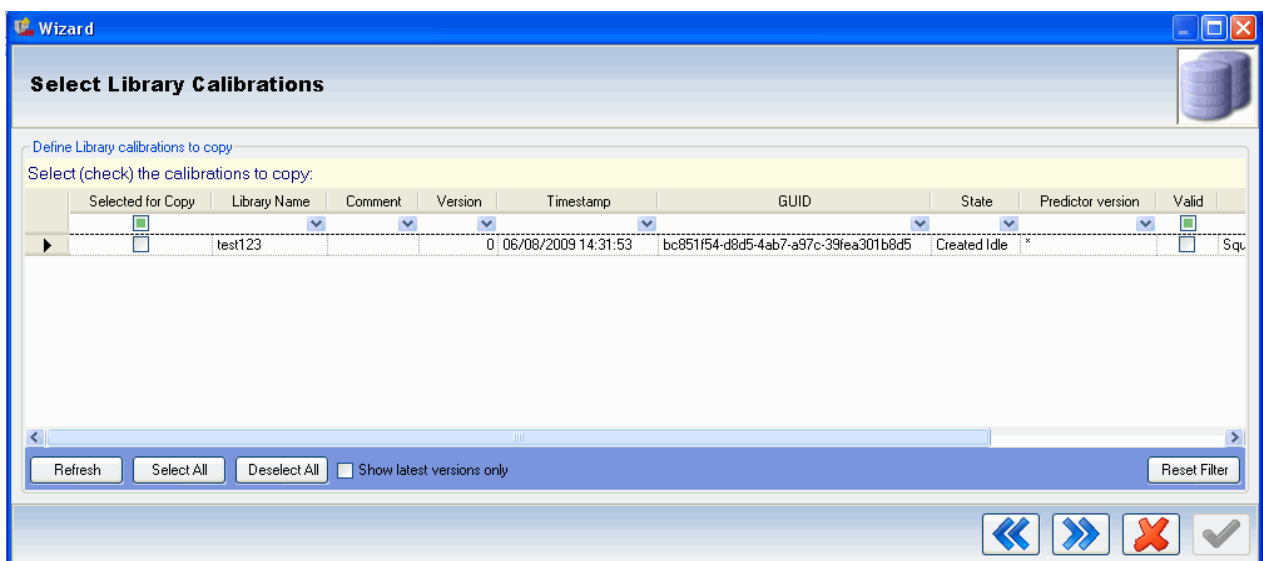 Wizard
Select Library Calibrations
Define Library calibrations to copy
Select (check) the calibrations to copy:
Selected for Copy Library Name Comment Version Timestamp GUID State Predictor version Valid
test123 0 06/08/2009 14:31:53 bc851f54-d8d5-4ab7-a97c-39fea301b8d5 Created Idle * Squ
Refresh Select All Deselect All Show latest versions only Reset Filter